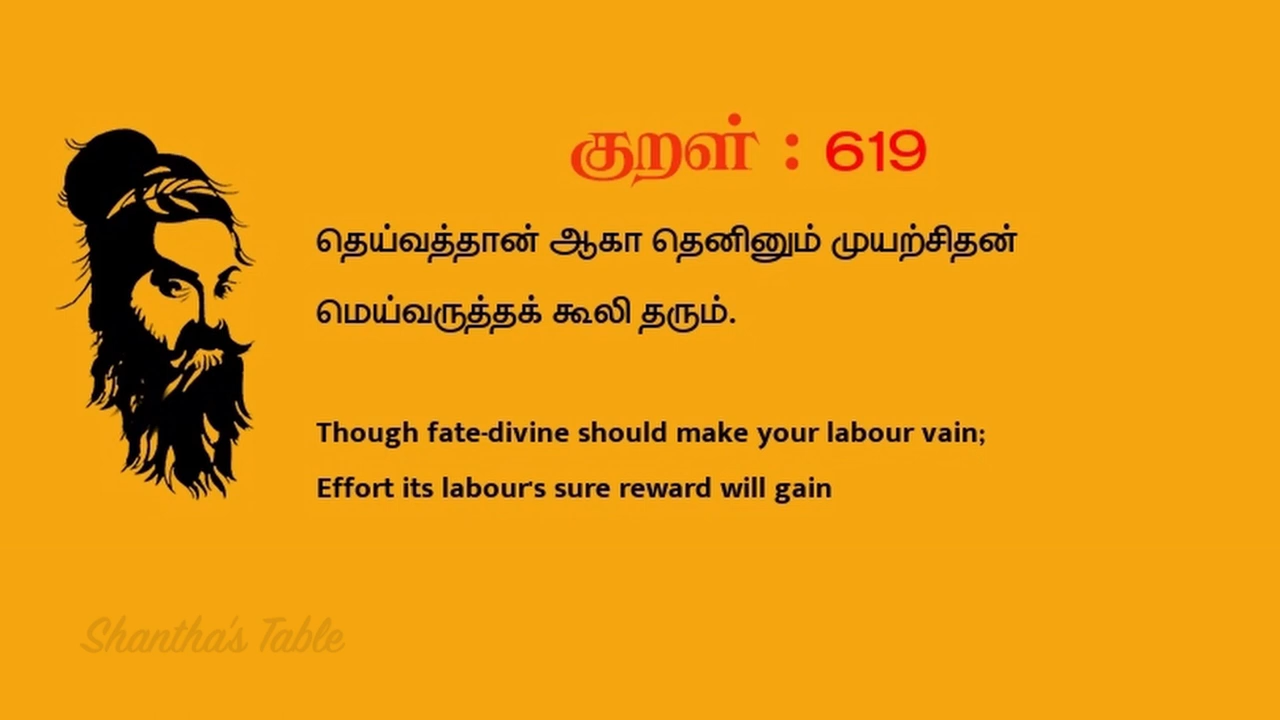 குறள் : 619
தெய்வத்தான் ஆகா தெனினும் முயற்சிதன்
மெய்வருத்தக் கூலி தரும்.
Though fate-divine should make your labour vain;
Effort its labour's sure reward will gain
Shantha's Table